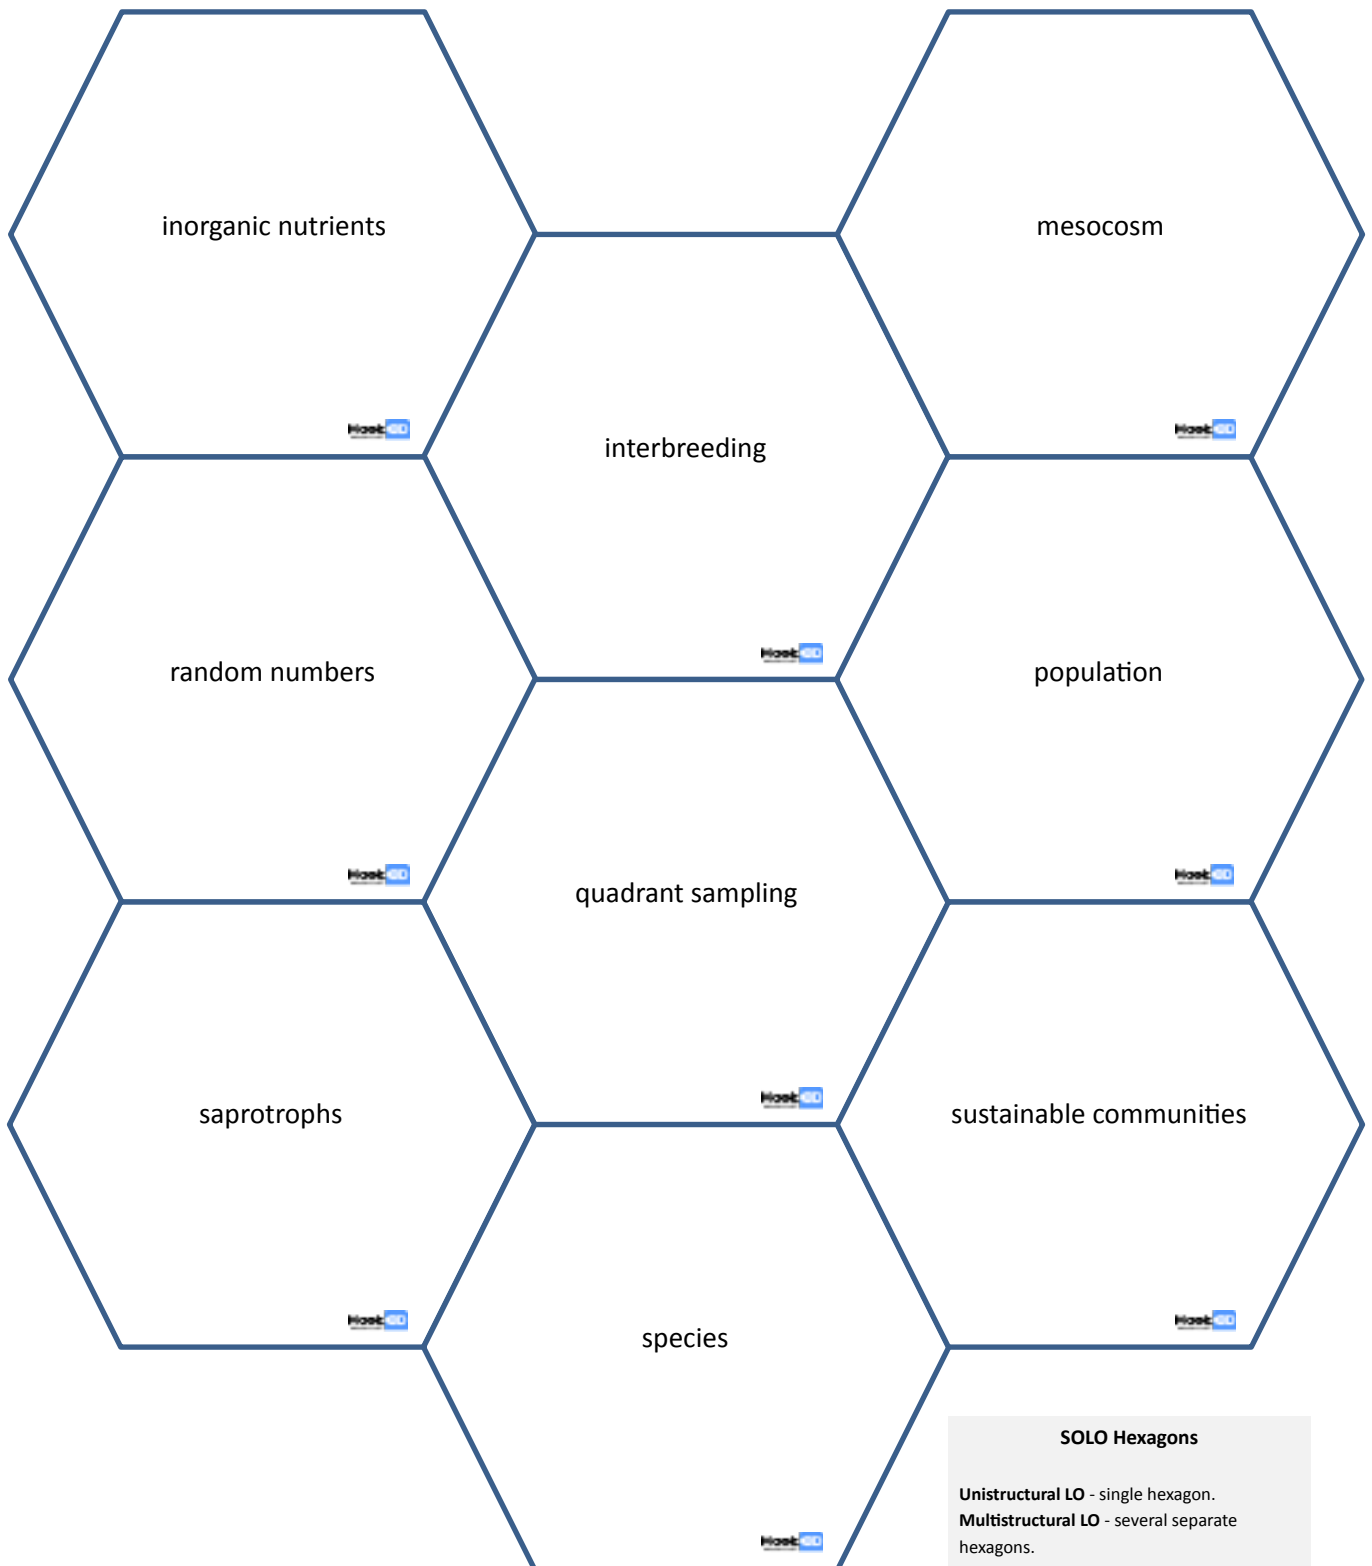 inorganic nutrients
mesocosm
interbreeding
random numbers
population
quadrant sampling
saprotrophs
sustainable communities
species
SOLO Hexagons
Unistructural LO - single hexagon.
Multistructural LO - several separate
hexagons.